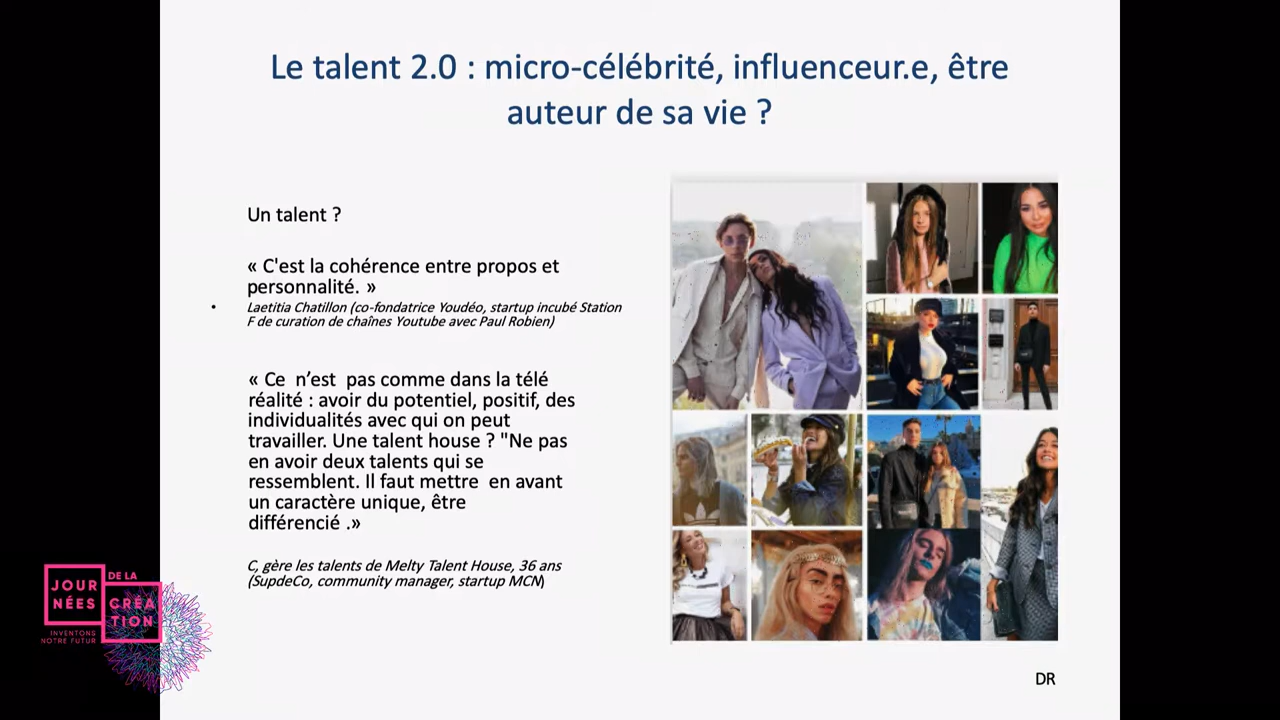 Le talent 2.0 : micro-célébrité, influenceur.e, être
auteur de sa vie ?
Un talent ?
« C'est la cohérence entre propos et
personnalité. »
• Laetitia Chatillon (co-fondatrice Youdéo, startup incubé Station
F de curation de chaînes Youtube avec Paul Robien)
« Ce n’est pas comme dans la télé
réalité : avoir du potentiel, positif, des
individualités avec qui on peut
travailler. Une talent house ? "Ne pas
en avoir deux talents qui se
ressemblent. Il faut mettre en avant
un caractère unique, être
différencié .»
C, gère les talents de Melty Talent House, 36 ans
(SupdeCo, community manager, startup MCN)
DR
JOUR
NÉES
DE LA
CRÉA
TION
INVENTONS
NOTRE FUTUR